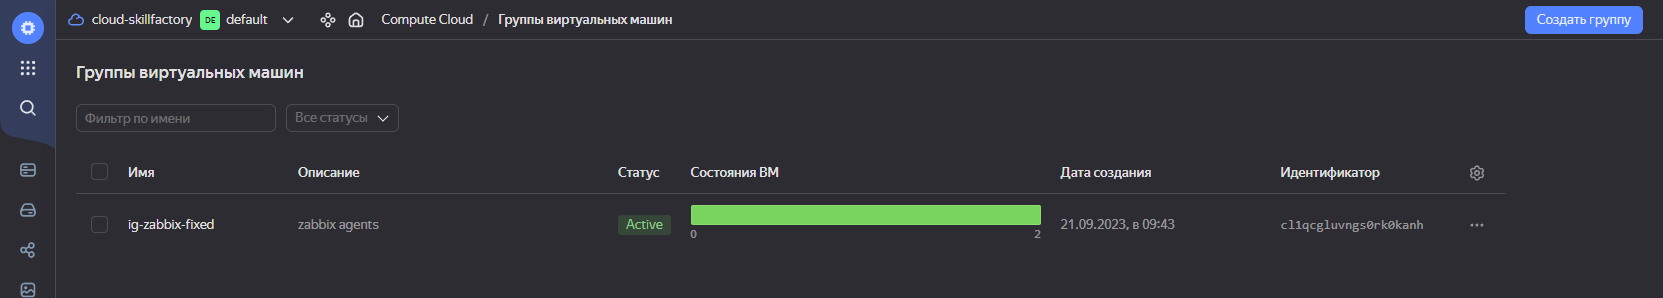 cloud-skillfactory DE default Compute Cloud / Группы виртуальных машин Создать группу
Группы виртуальных машин
Фильтр по имени Все статусы
Имя Описание Статус Состояния ВМ Дата создания Идентификатор
ig-zabbix-fixed zabbix agents Active 21.09.2023, в 09:43 cl1qcgluvngs0rk0kanh
0 2